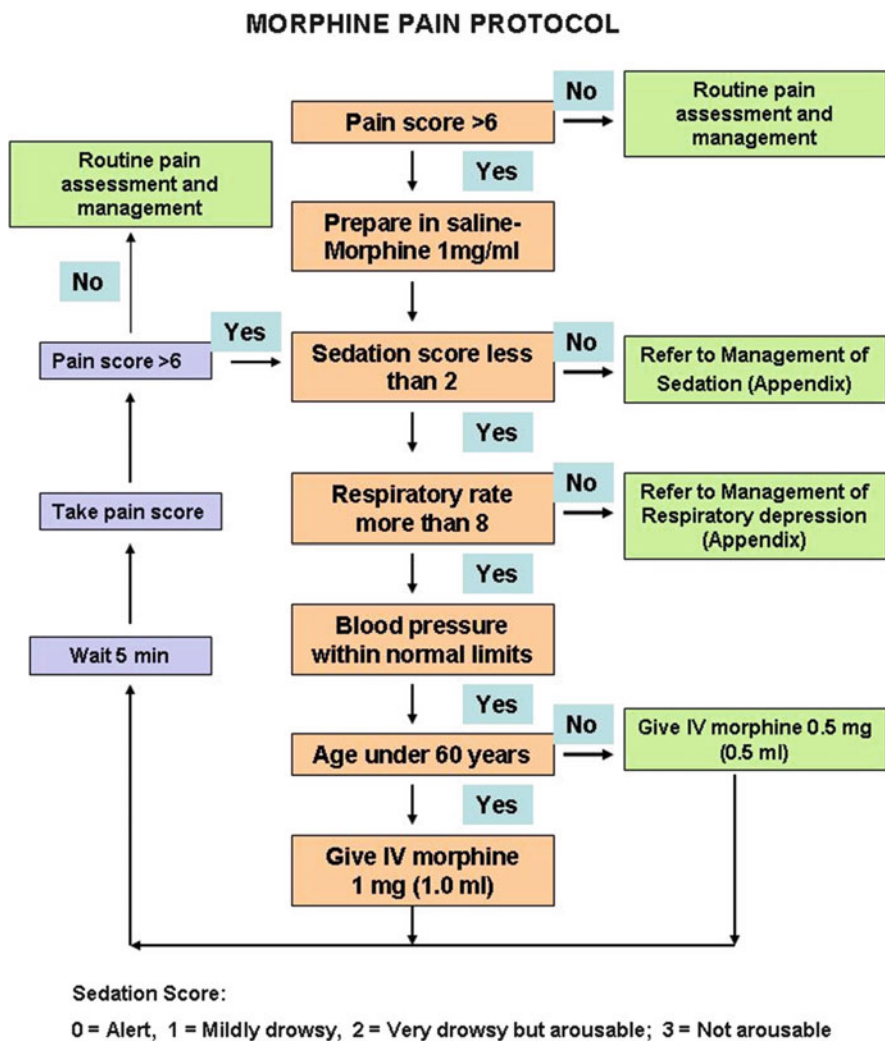 MORPHINE PAIN PROTOCOL
Pain score >6
No
Routine pain
assessment and
management
Yes
Routine pain
assessment and
management
Prepare in saline-
Morphine 1mg/ml
No
Pain score >6
Yes
Sedation score less
than 2
No
Refer to Management of
Sedation (Appendix)
Yes
Take pain score
Respiratory rate
more than 8
No
Refer to Management of
Respiratory depression
(Appendix)
Yes
Wait 5 min
Blood pressure
within normal limits
Yes
Age under 60 years
No
Give IV morphine 0.5 mg
(0.5 ml)
Yes
Give IV morphine
1 mg (1.0 ml)
Sedation Score:
0 = Alert, 1 = Mildly drowsy, 2 = Very drowsy but arousable; 3 = Not arousable